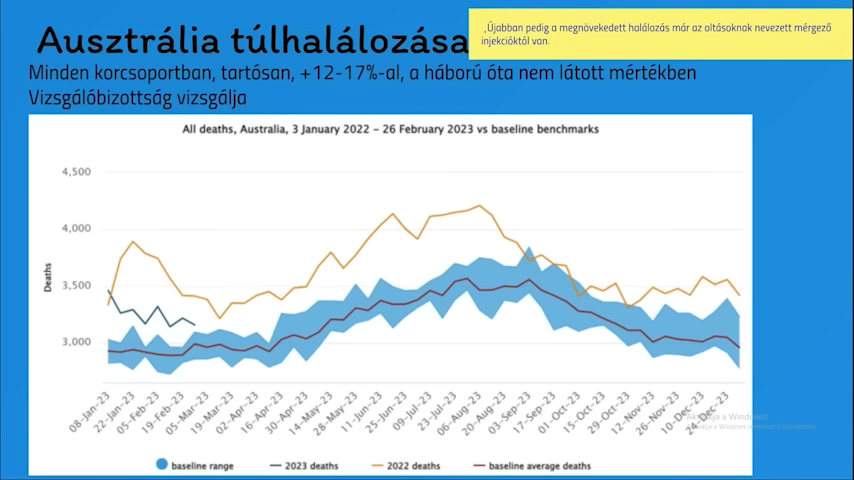 Ausztrália túlhalálozása
„Újabban pedig a megnövekedett halálozás már az oltásoknak nevezett mérgező
injekcióktól van.
Minden korcsoportban, tartósan, +12-17%-al, a háború óta nem látott mértékben
Vizsgálóbizottság vizsgálja
All deaths, Australia, 3 January 2022 – 26 February 2023 vs baseline benchmarks
4,500
4,000
3,500
3,000
Deaths
08-Jan-23
22-Jan-23
05-Feb-23
19-Feb-23
05-Mar-23
19-Mar-23
02-Apr-23
16-Apr-23
30-Apr-23
14-May-23
28-May-23
11-Jun-23
25-Jun-23
09-Jul-23
23-Jul-23
06-Aug-23
20-Aug-23
03-Sep-23
17-Sep-23
01-Oct-23
15-Oct-23
29-Oct-23
12-Nov-23
26-Nov-23
10-Dec-23
24-Dec-23
Aktiválja a Windowst
baseline range
2023 deaths
2022 deaths
baseline average deaths